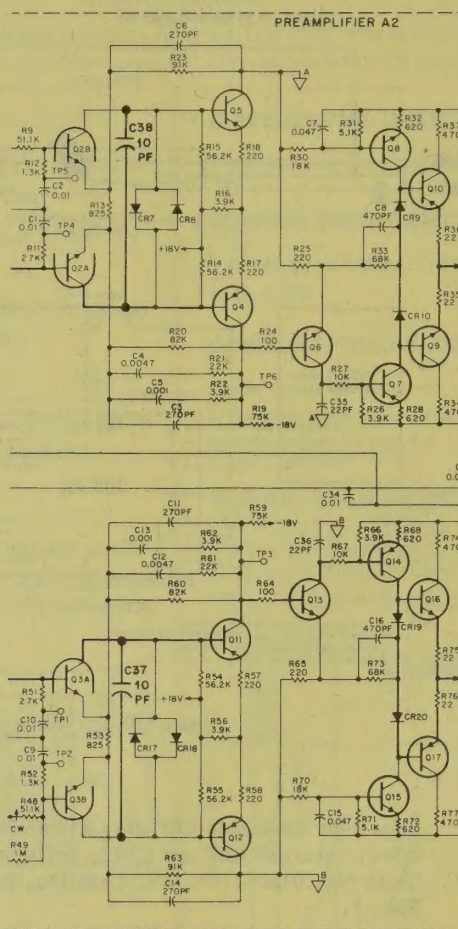 PREAMPLIFIER A2
C6
270PF
R23
91K
A
Q5
C38
10
PF
R15
56.2K
R18
220
R9
51.1K
Q2B
R12
1.3K
TP5
C2
0.01
R13
825
C1
0.01
TP4
R11
2.7K
Q2A
CR7
CR8
R16
3.9K
+18V
R14
56.2K
R17
220
Q4
C7
0.047
R31
5.1K
R32
620
R30
18K
Q8
Q10
C8
470PF
CR9
R25
220
R33
68K
CR10
R20
82K
R24
100
Q6
Q9
C4
0.0047
R21
22K
C5
0.001
R22
3.9K
TP6
C3
270PF
R19
75K
-18V
R27
10K
Q7
A
C35
22PF
R26
3.9K
R28
620
C34
0.01
C11
270PF
R59
75K
-18V
C13
0.001
R62
3.9K
C12
0.0047
R61
22K
TP3
R60
82K
R64
100
B
C36
22PF
R66
3.9K
R68
620
R67
10K
Q14
Q13
Q16
Q11
C16
470PF
CR19
R65
220
R73
68K
R75
22
R76
22
CR20
Q3A
C37
10
PF
R54
56.2K
R57
220
R51
2.7K
+18V
C10
0.01
TP1
R53
825
R56
3.9K
C9
0.01
TP2
CR17
CR18
R52
1.3K
R48
51.1K
Q3B
CW
R49
1M
R55
56.2K
R58
220
Q12
R70
18K
Q17
Q15
C15
0.047
R71
5.1K
R72
620
R63
91K
C14
270PF
B